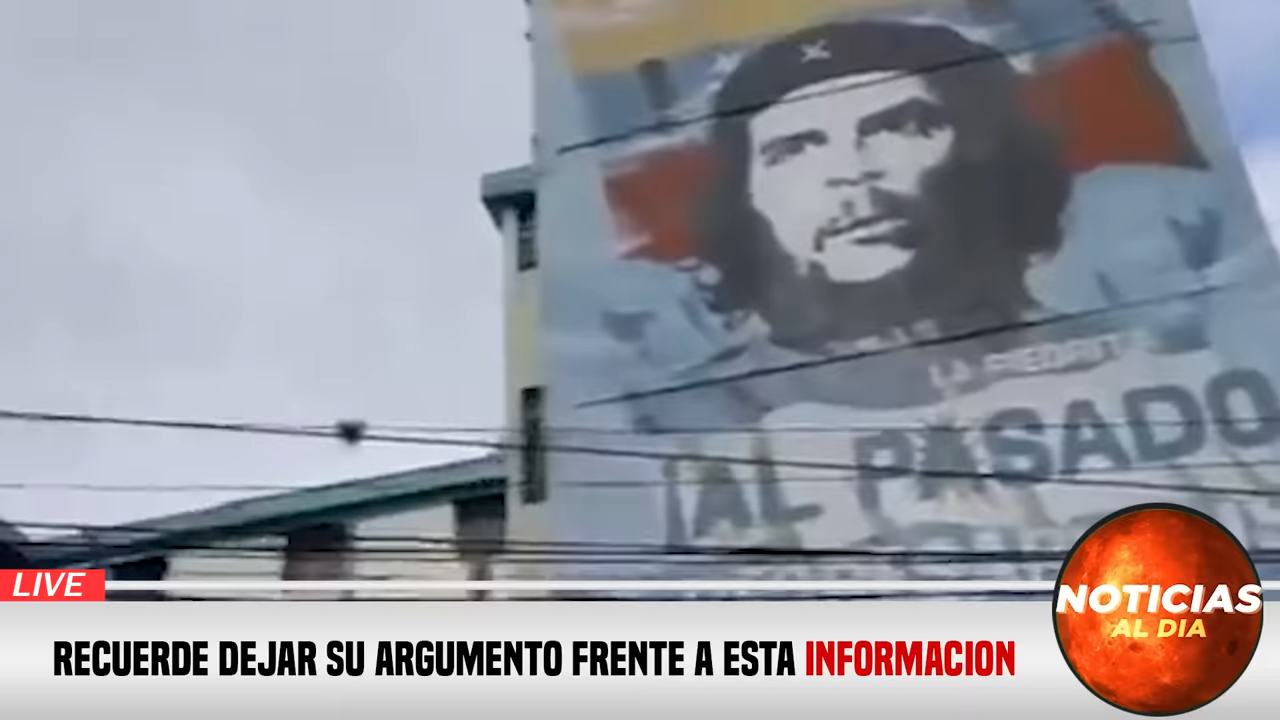 ¡AL PASADO
LIVE
RECUERDE DEJAR SU ARGUMENTO FRENTE A ESTA INFORMACION
NOTICIAS
AL DIA